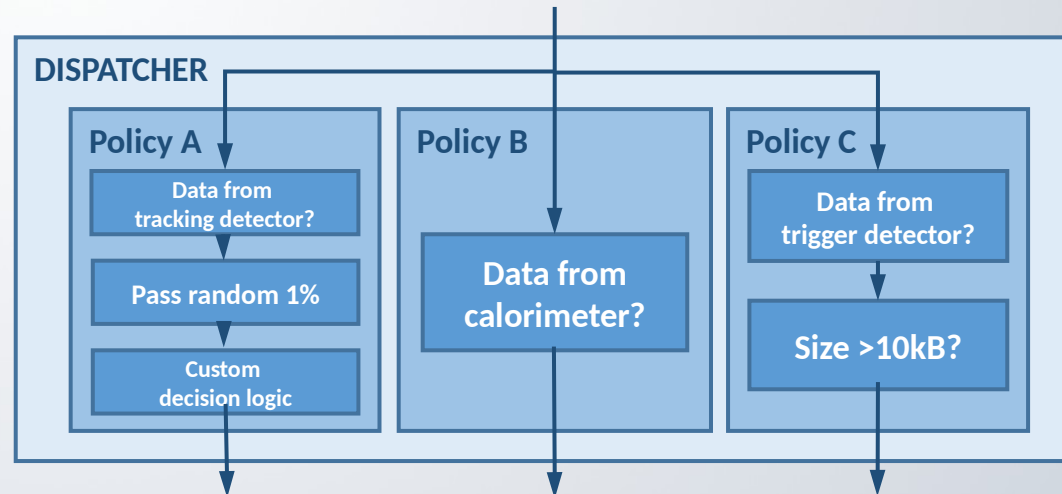 DISPATCHER
Policy A
Data from
tracking detector?
Pass random 1%
Custom
decision logic
Policy B
Data from
calorimeter?
Policy C
Data from
trigger detector?
Size >10kB?